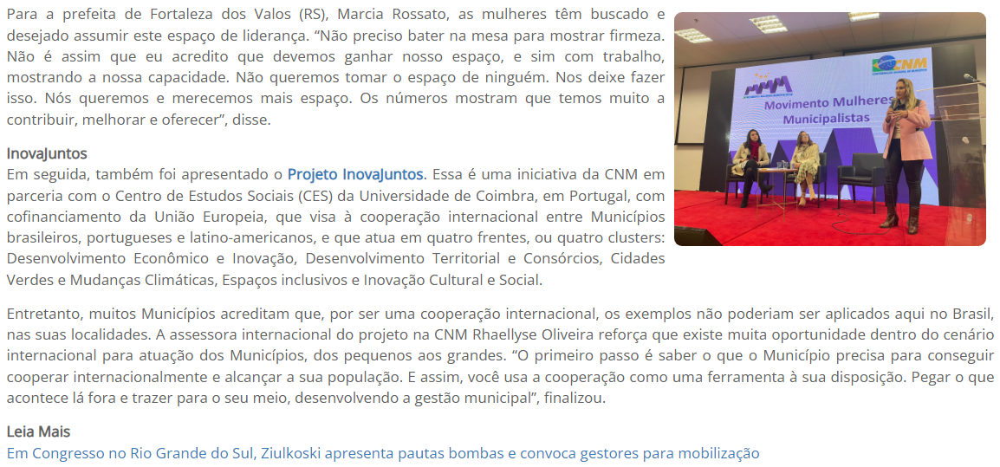 Para a prefeita de Fortaleza dos Valos (RS), Marcia Rossato, as mulheres têm buscado e
desejado assumir este espaço de liderança. “Não preciso bater na mesa para mostrar firmeza.
Não é assim que eu acredito que devemos ganhar nosso espaço, e sim com trabalho,
mostrando a nossa capacidade. Não queremos tomar o espaço de ninguém. Nos deixe fazer
isso. Nós queremos e merecemos mais espaço. Os números mostram que temos muito a
contribuir, melhorar e oferecer”, disse.
CNM
MMM
Movimento Mulheres
Municipalistas
InovaJuntos
Em seguida, também foi apresentado o Projeto InovaJuntos. Essa é uma iniciativa da CNM em
parceria com o Centro de Estudos Sociais (CES) da Universidade de Coimbra, em Portugal, com
cofinanciamento da União Europeia, que visa à cooperação internacional entre Municípios
brasileiros, portugueses e latino-americanos, e que atua em quatro frentes, ou quatro clusters:
Desenvolvimento Econômico e Inovação, Desenvolvimento Territorial e Consórcios, Cidades
Verdes e Mudanças Climáticas, Espaços inclusivos e Inovação Cultural e Social.
Entretanto, muitos Municípios acreditam que, por ser uma cooperação internacional, os exemplos não poderiam ser aplicados aqui no Brasil,
nas suas localidades. A assessora internacional do projeto na CNM Rhaellyse Oliveira reforça que existe muita oportunidade dentro do cenário
internacional para atuação dos Municípios, dos pequenos aos grandes. “O primeiro passo é saber o que o Município precisa para conseguir
cooperar internacionalmente e alcançar a sua população. E assim, você usa a cooperação como uma ferramenta à sua disposição. Pegar o que
acontece lá fora e trazer para o seu meio, desenvolvendo a gestão municipal”, finalizou.
Leia Mais
Em Congresso no Rio Grande do Sul, Ziulkoski apresenta pautas bombas e convoca gestores para mobilização